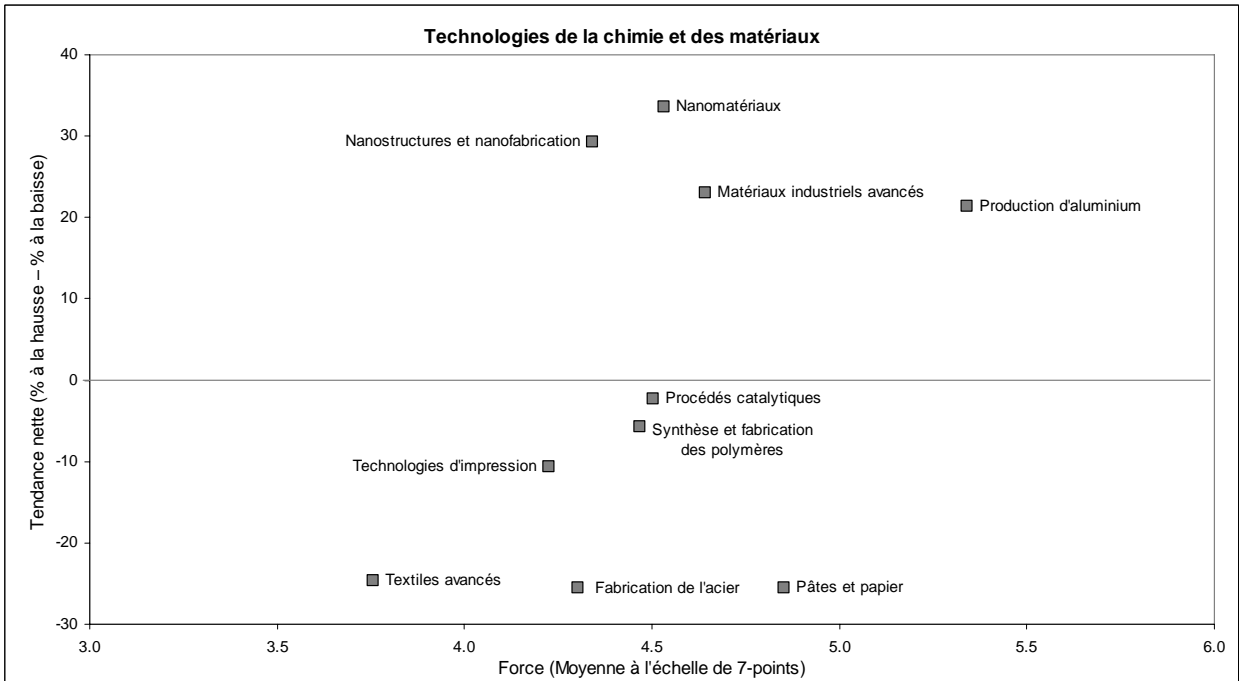 Technologies de la chimie et des matériaux
Tendance nette (% à la hausse – % à la baisse)
40
30
20
10
0
-10
-20
-30
Nanomatériaux
Nanostructures et nanofabrication
Matériaux industriels avancés
Production d'aluminium
Procédés catalytiques
Synthèse et fabrication
des polymères
Technologies d'impression
Textiles avancés
Fabrication de l'acier
Pâtes et papier
3.0
3.5
4.0
4.5
5.0
5.5
6.0
Force (Moyenne à l'échelle de 7-points)